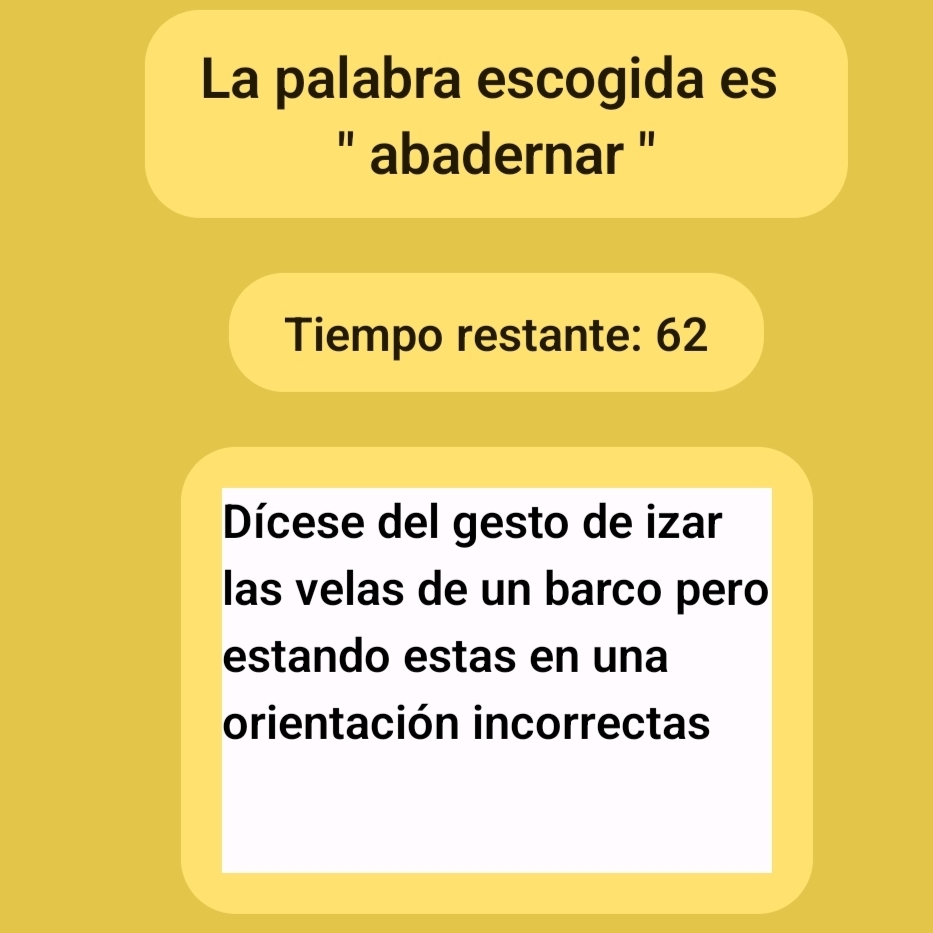 La palabra escogida es
" abadernar "
Tiempo restante: 62
Dícese del gesto de izar
las velas de un barco pero
estando estas en una
orientación incorrectas